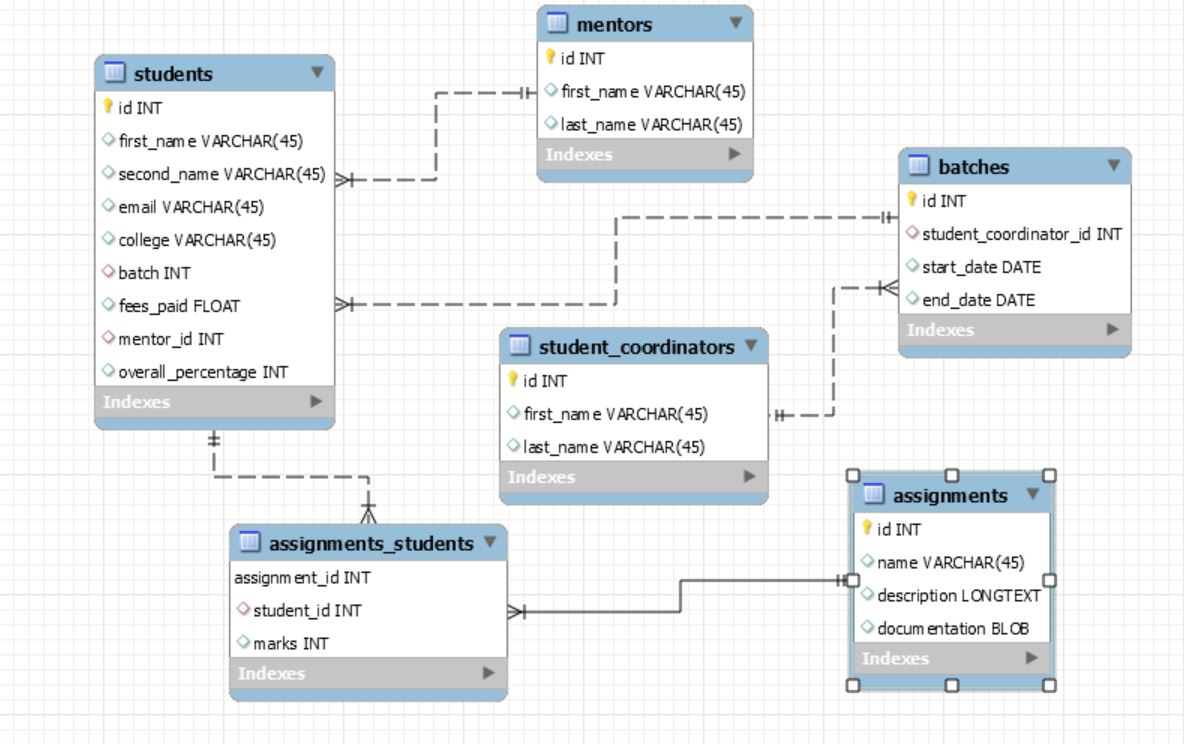 mentors
id INT
first_name VARCHAR(45)
last_name VARCHAR(45)
Indexes
students
id INT
first_name VARCHAR(45)
second_name VARCHAR(45)
email VARCHAR(45)
college VARCHAR(45)
batch INT
fees_paid FLOAT
mentor_id INT
overall_percentage INT
Indexes
batches
id INT
student_coordinator_id INT
start_date DATE
end_date DATE
Indexes
student_coordinators
id INT
first_name VARCHAR(45)
last_name VARCHAR(45)
Indexes
assignments
id INT
name VARCHAR(45)
description LONGTEXT
documentation BLOB
Indexes
assignments_students
assignment_id INT
student_id INT
marks INT
Indexes